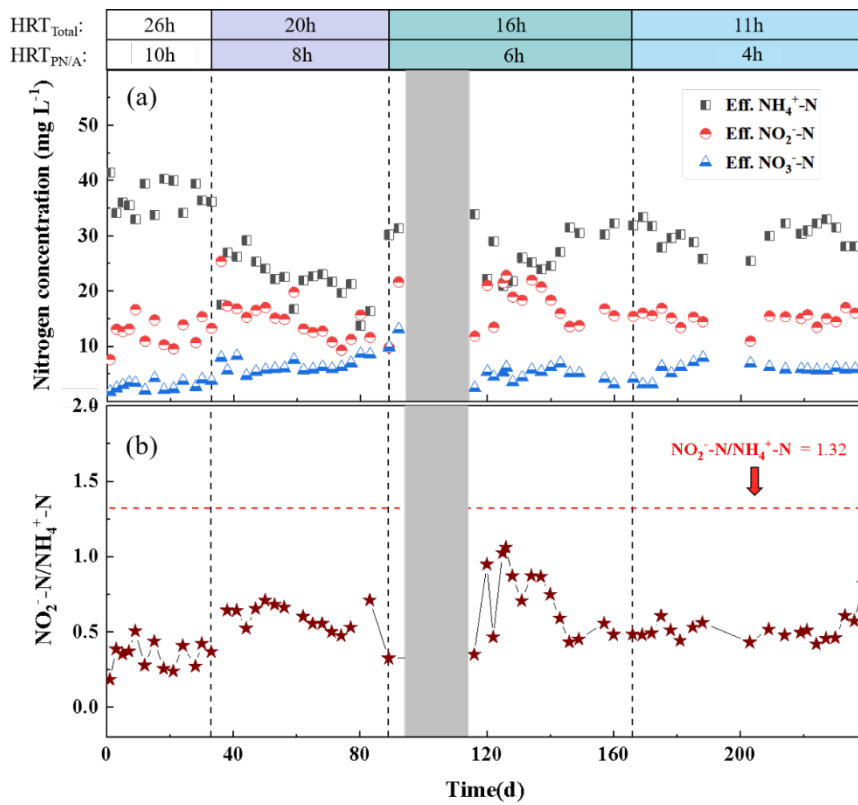 HRT_Total: 26h 20h 16h 11h
HRT_PN/A: 10h 8h 6h 4h
(a)
Eff. NH₄⁺-N
Eff. NO₂⁻-N
Eff. NO₃⁻-N
Nitrogen concentration (mg L⁻¹)
50
40
30
20
10
2.0
(b)
NO₂⁻-N/NH₄⁺-N = 1.32
NO₂⁻-N/NH₄⁺-N
1.5
1.0
0.5
0.0
0 40 80 120 160 200
Time(d)